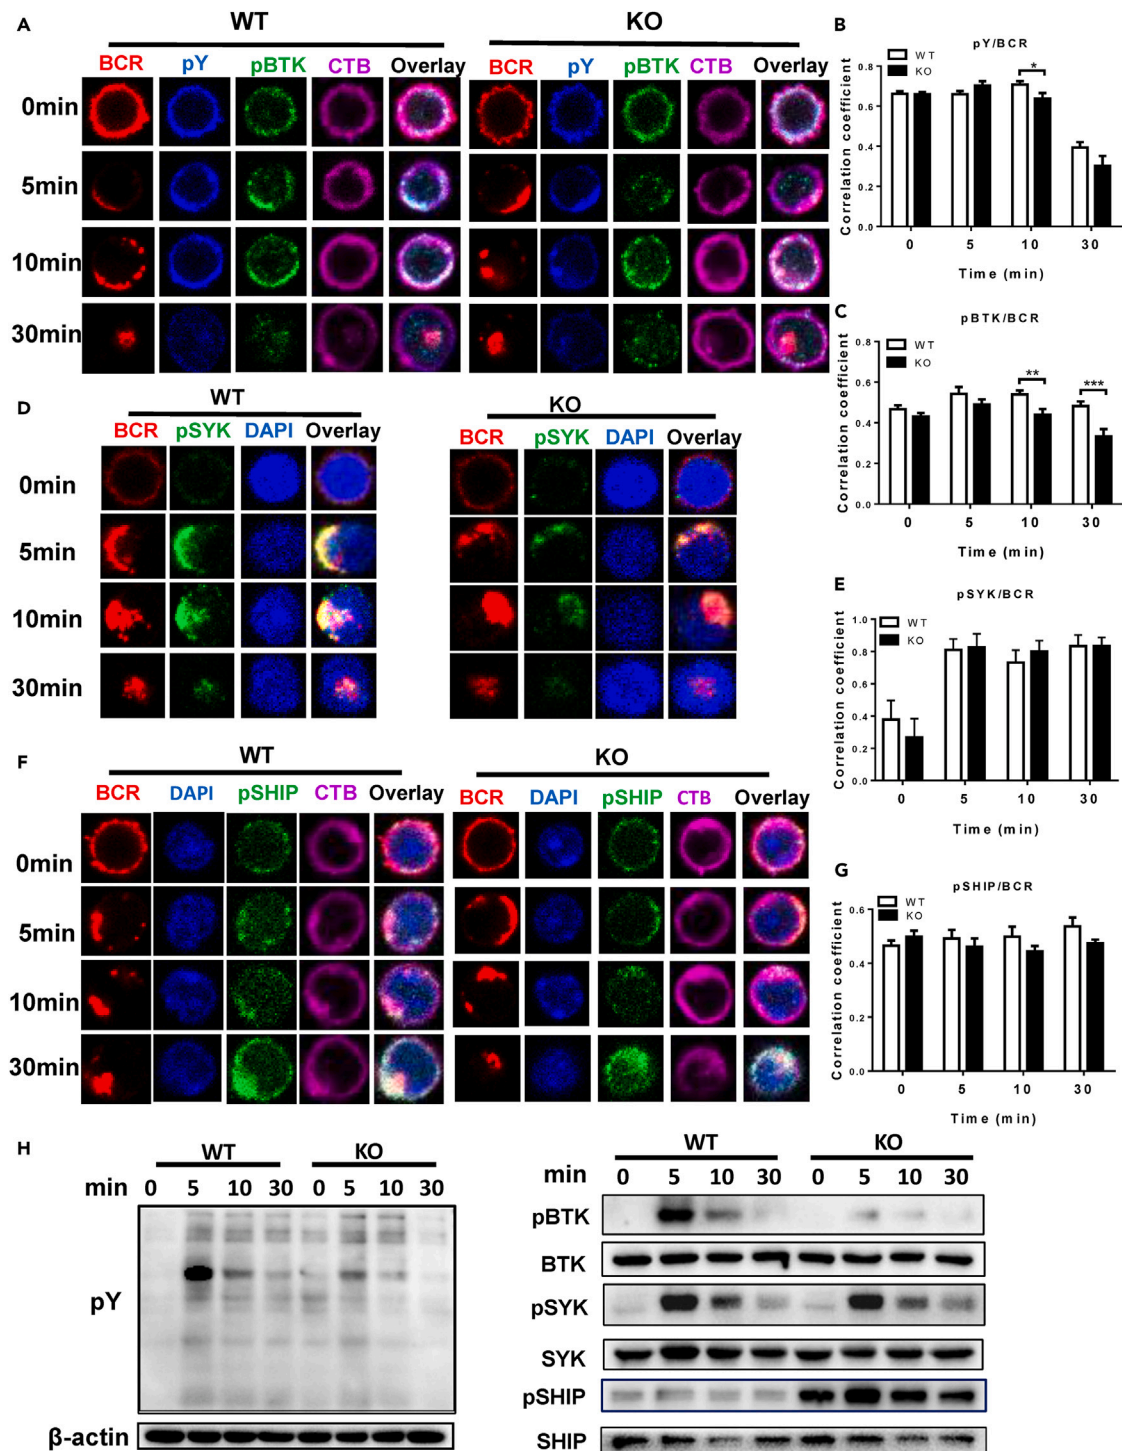 A
WT
KO
BCR pY pBTK CTB Overlay
BCR pY pBTK CTB Overlay
0min
5min
10min
30min
B
pY/BCR
WT
KO
*
Correlation coefficient
0.8
0.6
0.4
0.2
0.0
0 5 10 30
Time (min)
C
pBTK/BCR
WT
KO
**
***
Correlation coefficient
0.8
0.6
0.4
0.2
0.0
0 5 10 30
Time (min)
D
WT
KO
BCR pSYK DAPI Overlay
BCR pSYK DAPI Overlay
0min
5min
10min
30min
E
pSYK/BCR
WT
KO
Correlation coefficient
1.0
0.8
0.6
0.4
0.2
0.0
0 5 10 30
Time (min)
F
WT
KO
BCR DAPI pSHIP CTB Overlay
BCR DAPI pSHIP CTB Overlay
0min
5min
10min
30min
G
pSHIP/BCR
WT
KO
Correlation coefficient
0.6
0.4
0.2
0.0
0 5 10 30
Time (min)
H
WT KO
min 0 5 10 30 0 5 10 30
pY
β-actin
WT KO
min 0 5 10 30 0 5 10 30
pBTK
BTK
pSYK
SYK
pSHIP
SHIP